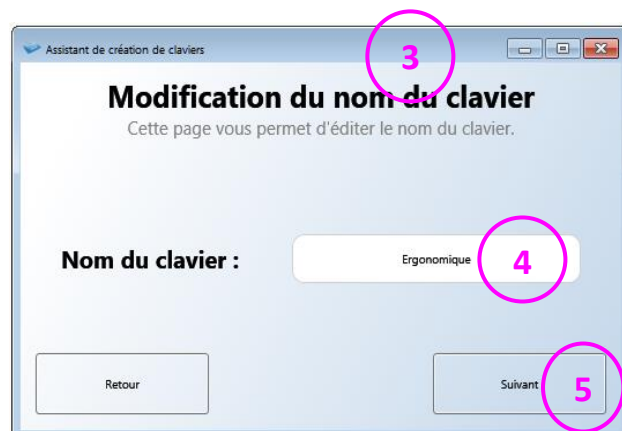 Assistant de création de claviers
3
Modification du nom du clavier
Cette page vous permet d'éditer le nom du clavier.
Nom du clavier :
Ergonomique
4
Retour
Suivant
5